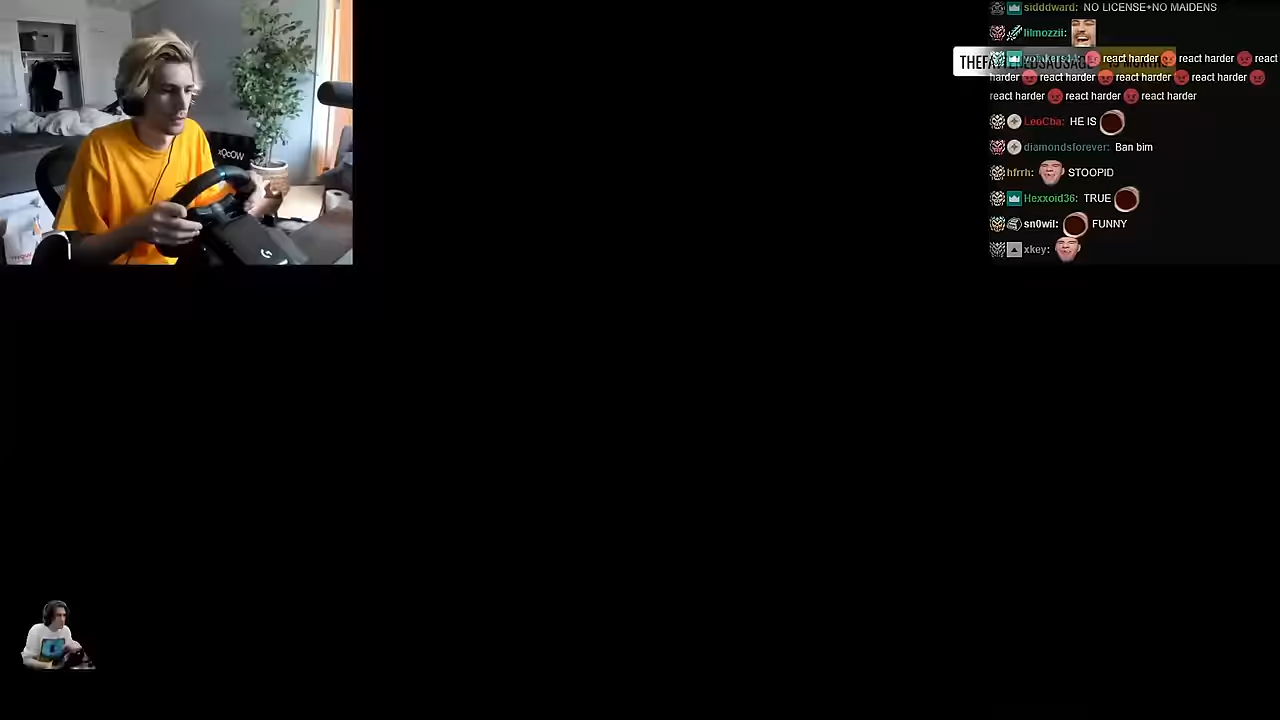 sidddward: NO LICENSE+NO MAIDENS
lilmozzii:
react harder react harder react
harder react harder react harder react harder
react harder react harder react harder
LeoCba: HE IS
diamondsforever: Ban bim
xQcOW
hfrrh: STOOPID
Hexxoid36: TRUE
sn0wil: FUNNY
xkey: